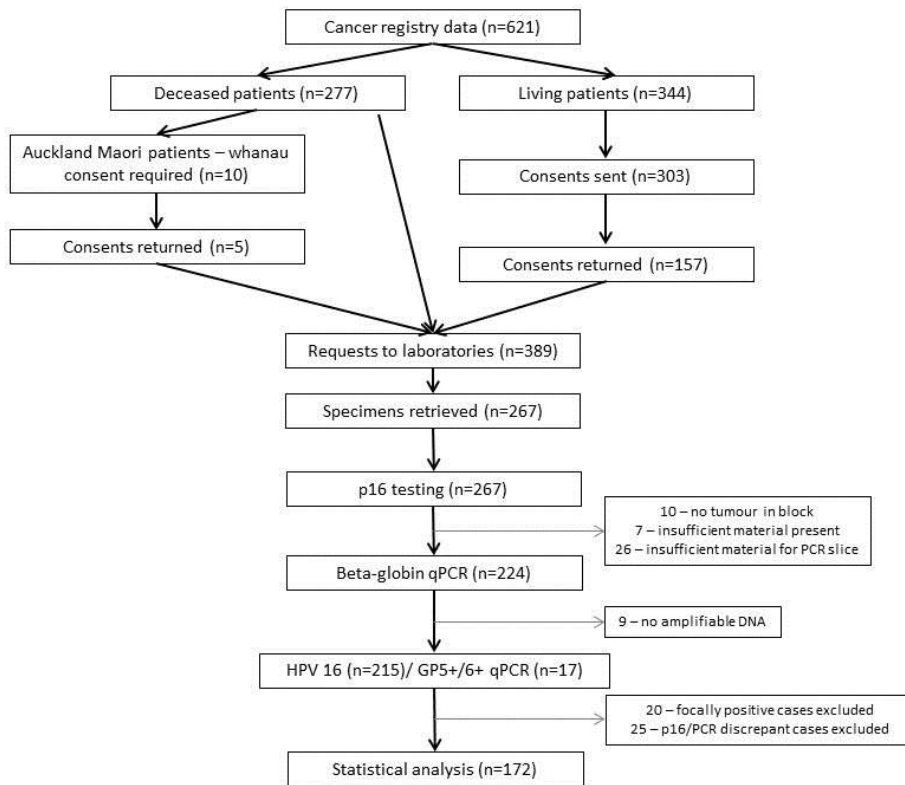 Cancer registry data (n=621)
Deceased patients (n=277)
Living patients (n=344)
Auckland Maori patients – whanau
consent required (n=10)
Consents sent (n=303)
Consents returned (n=5)
Consents returned (n=157)
Requests to laboratories (n=389)
Specimens retrieved (n=267)
p16 testing (n=267)
10 – no tumour in block
7 – insufficient material present
26 – insufficient material for PCR slice
Beta-globin qPCR (n=224)
9 – no amplifiable DNA
HPV 16 (n=215)/ GP5+/6+ qPCR (n=17)
20 – focally positive cases excluded
25 – p16/PCR discrepant cases excluded
Statistical analysis (n=172)